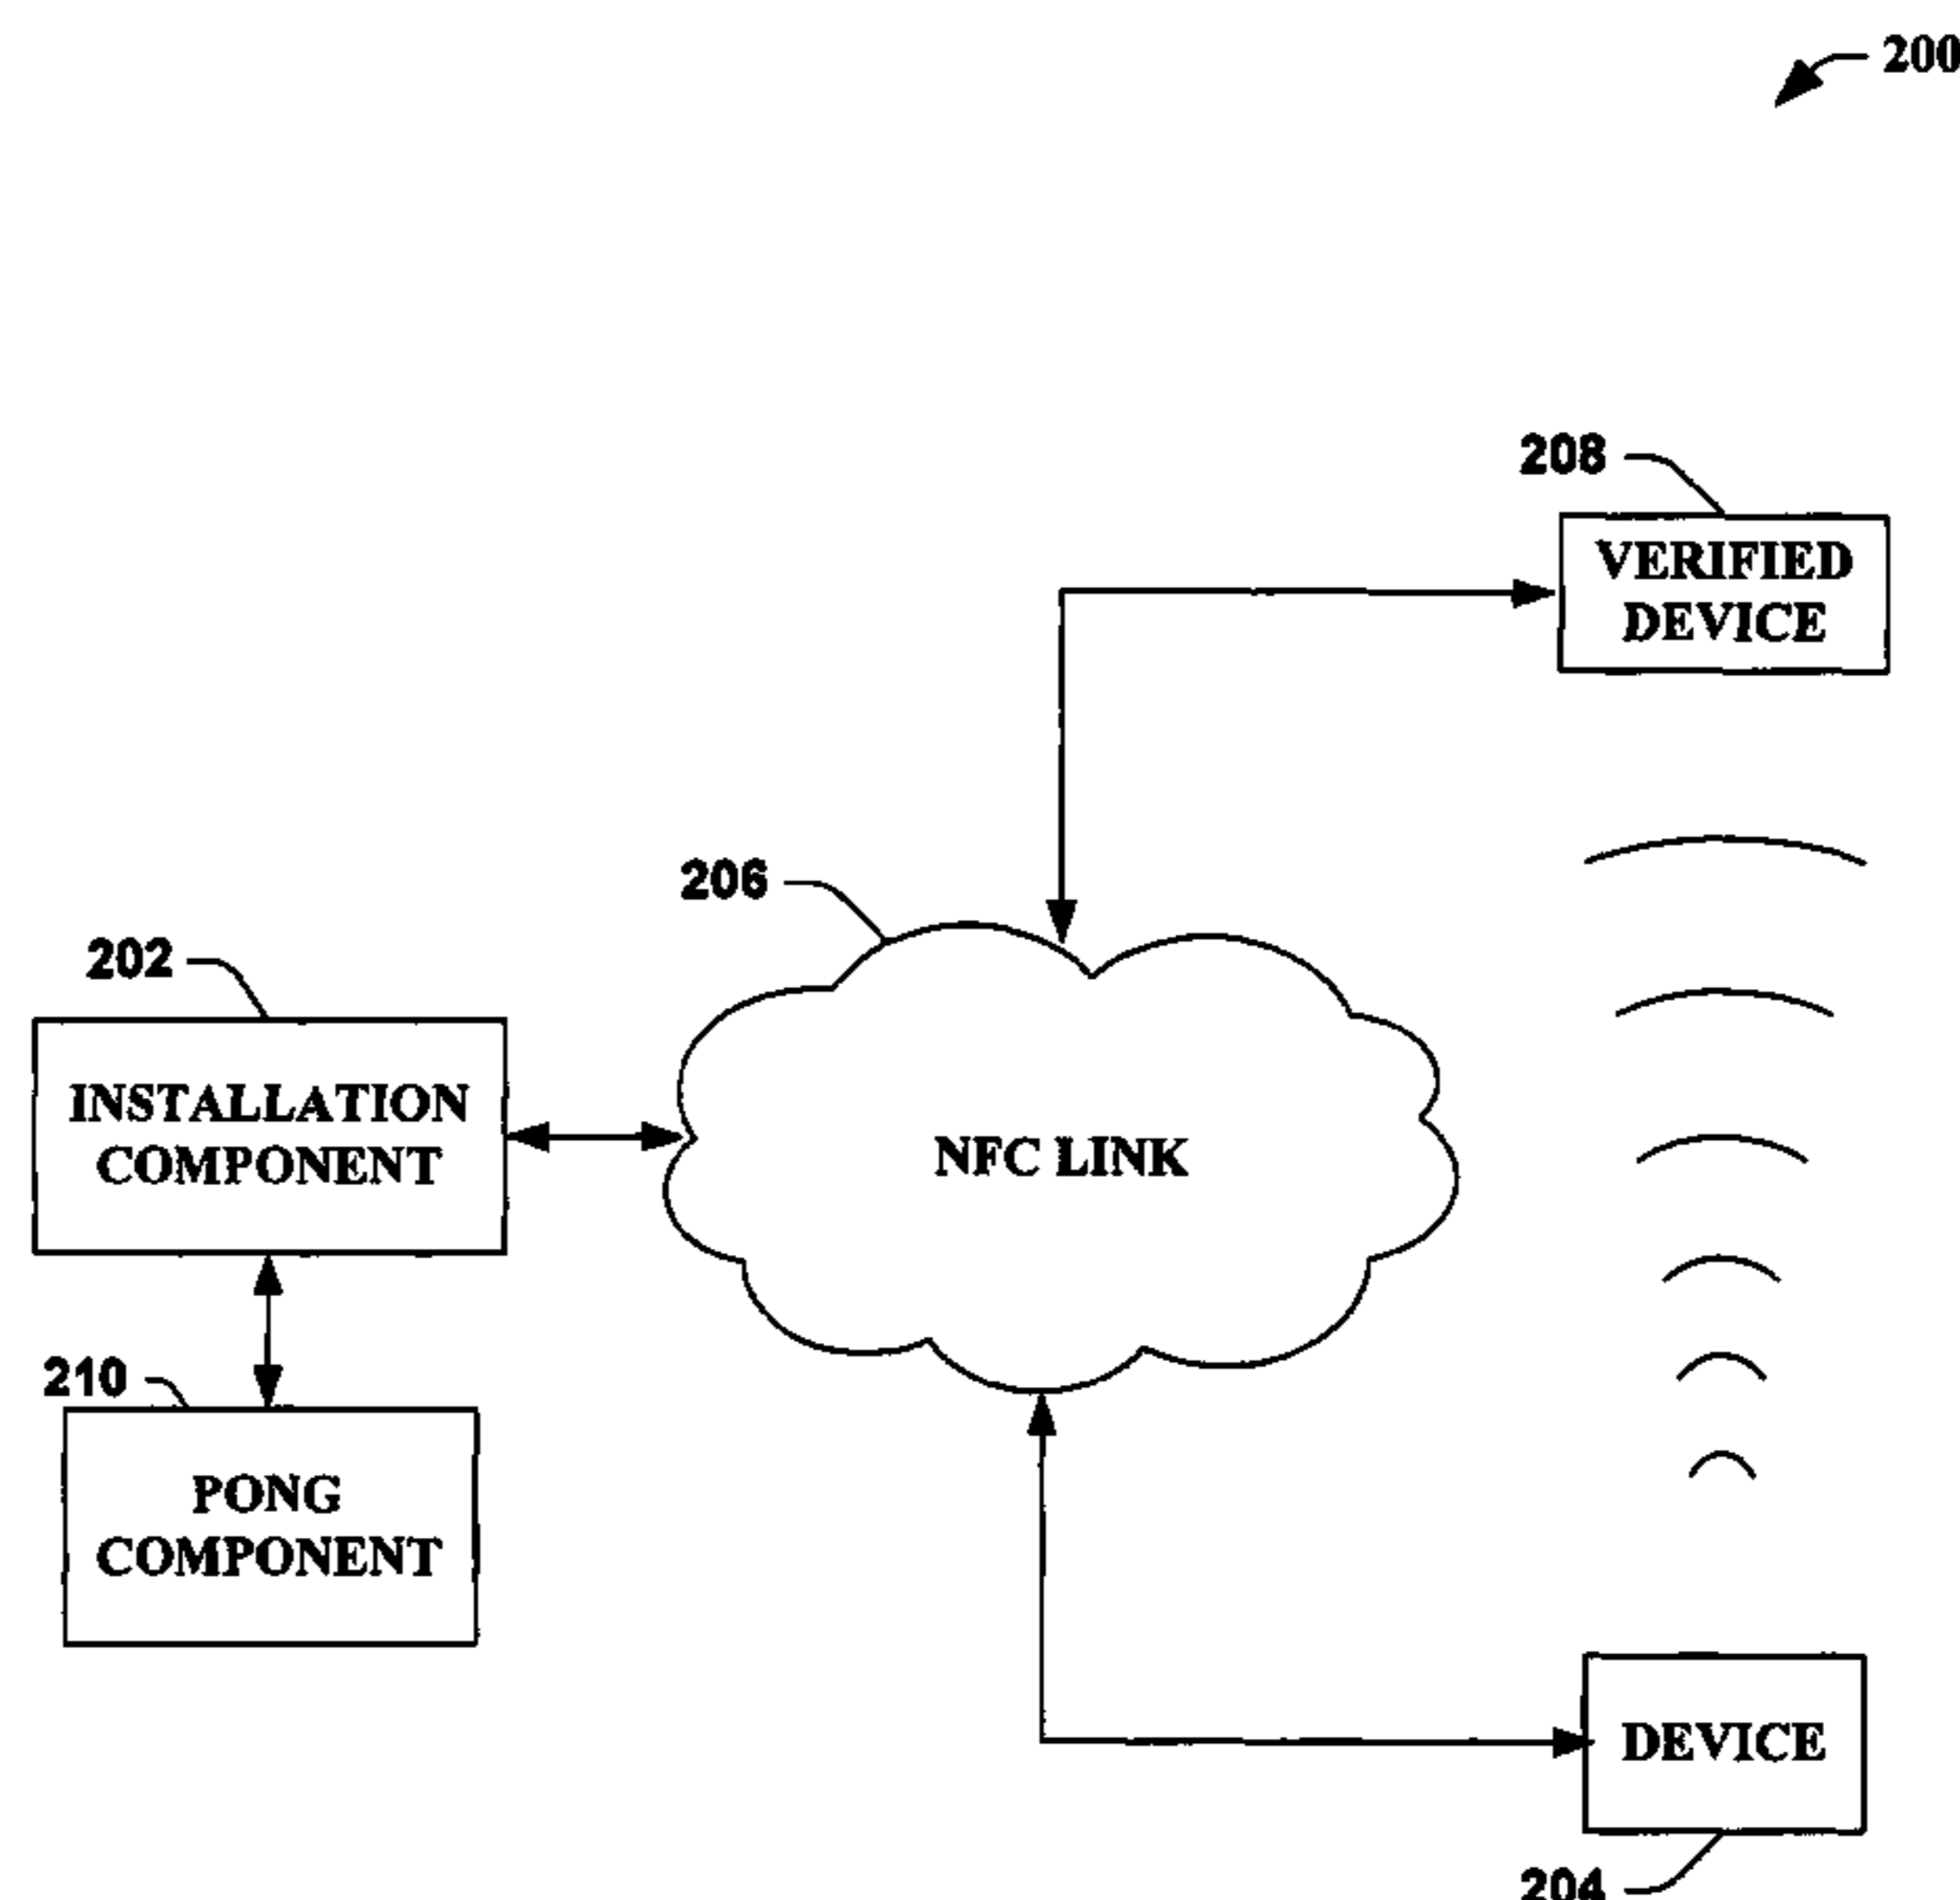 200
208
VERIFIED
DEVICE
206
202
INSTALLATION
COMPONENT
NFC LINK
210
PONG
COMPONENT
DEVICE
204